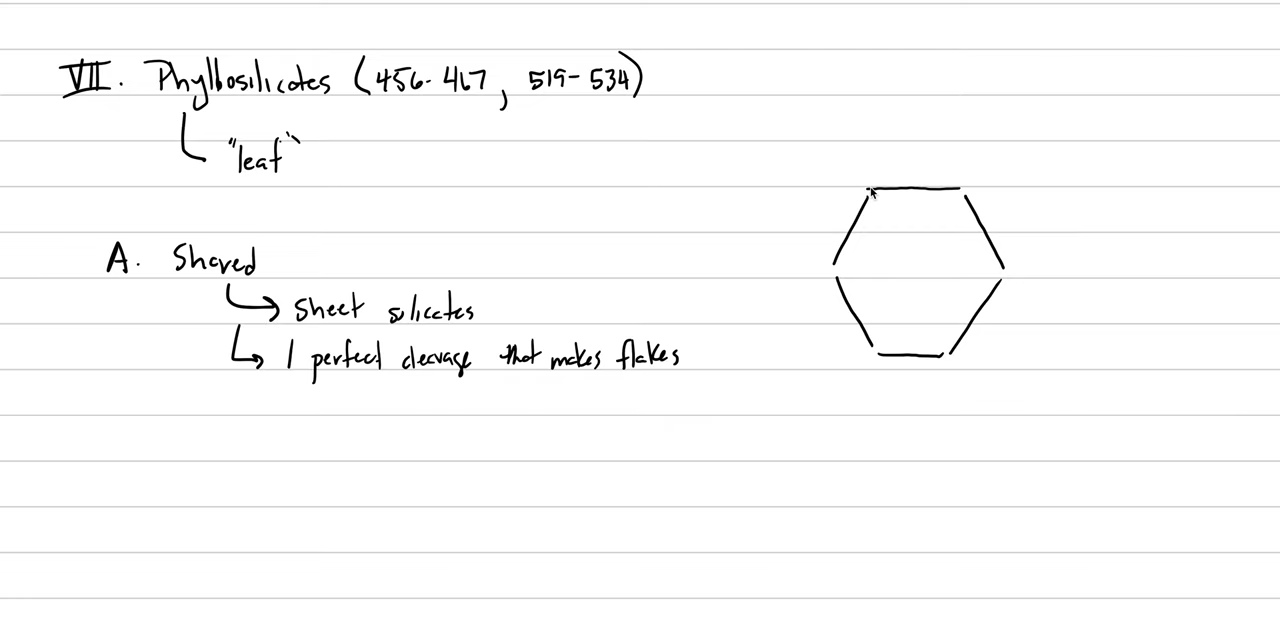 VII. Phyllosilicates (456-467, 519-534)
"leaf"
A. Shared
sheet silicates
1 perfect cleavage that makes flakes